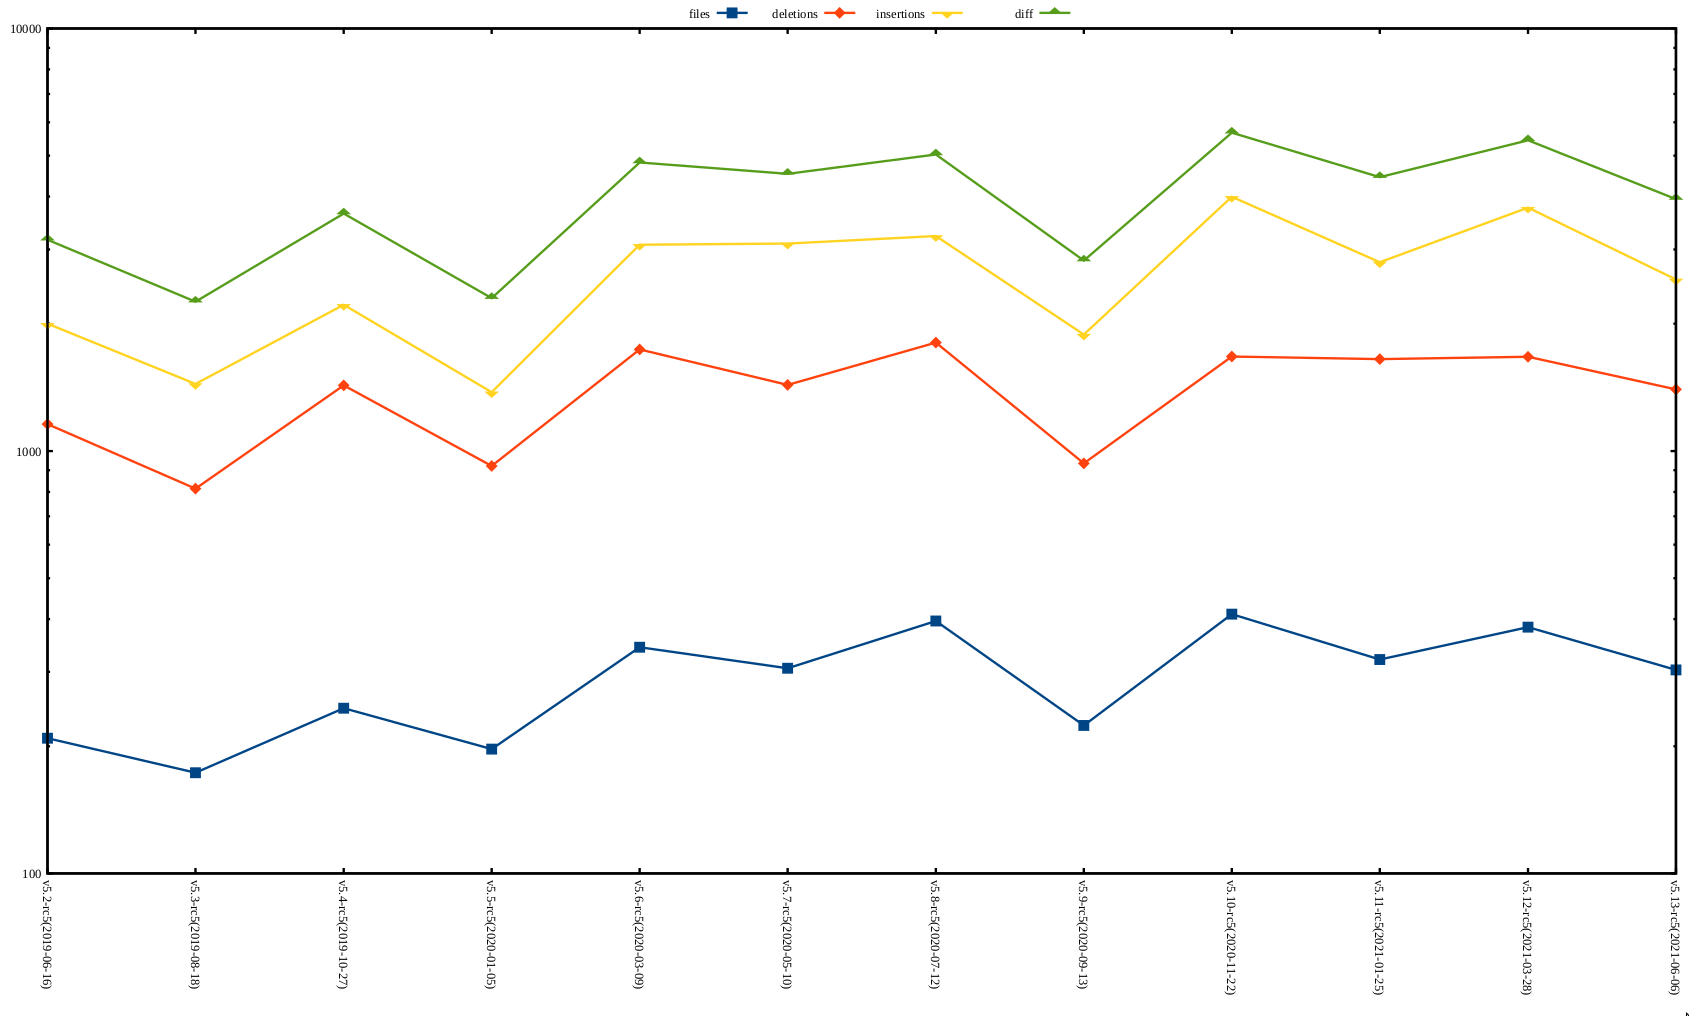 files deletions insertions diff
10000
1000
100
v5.2-rc5(2019-06-16)
v5.3-rc5(2019-08-18)
v5.4-rc5(2019-10-27)
v5.5-rc5(2020-01-05)
v5.6-rc5(2020-03-09)
v5.7-rc5(2020-05-10)
v5.8-rc5(2020-07-12)
v5.9-rc5(2020-09-13)
v5.10-rc5(2020-11-22)
v5.11-rc5(2021-01-25)
v5.12-rc5(2021-03-28)
v5.13-rc5(2021-06-06)